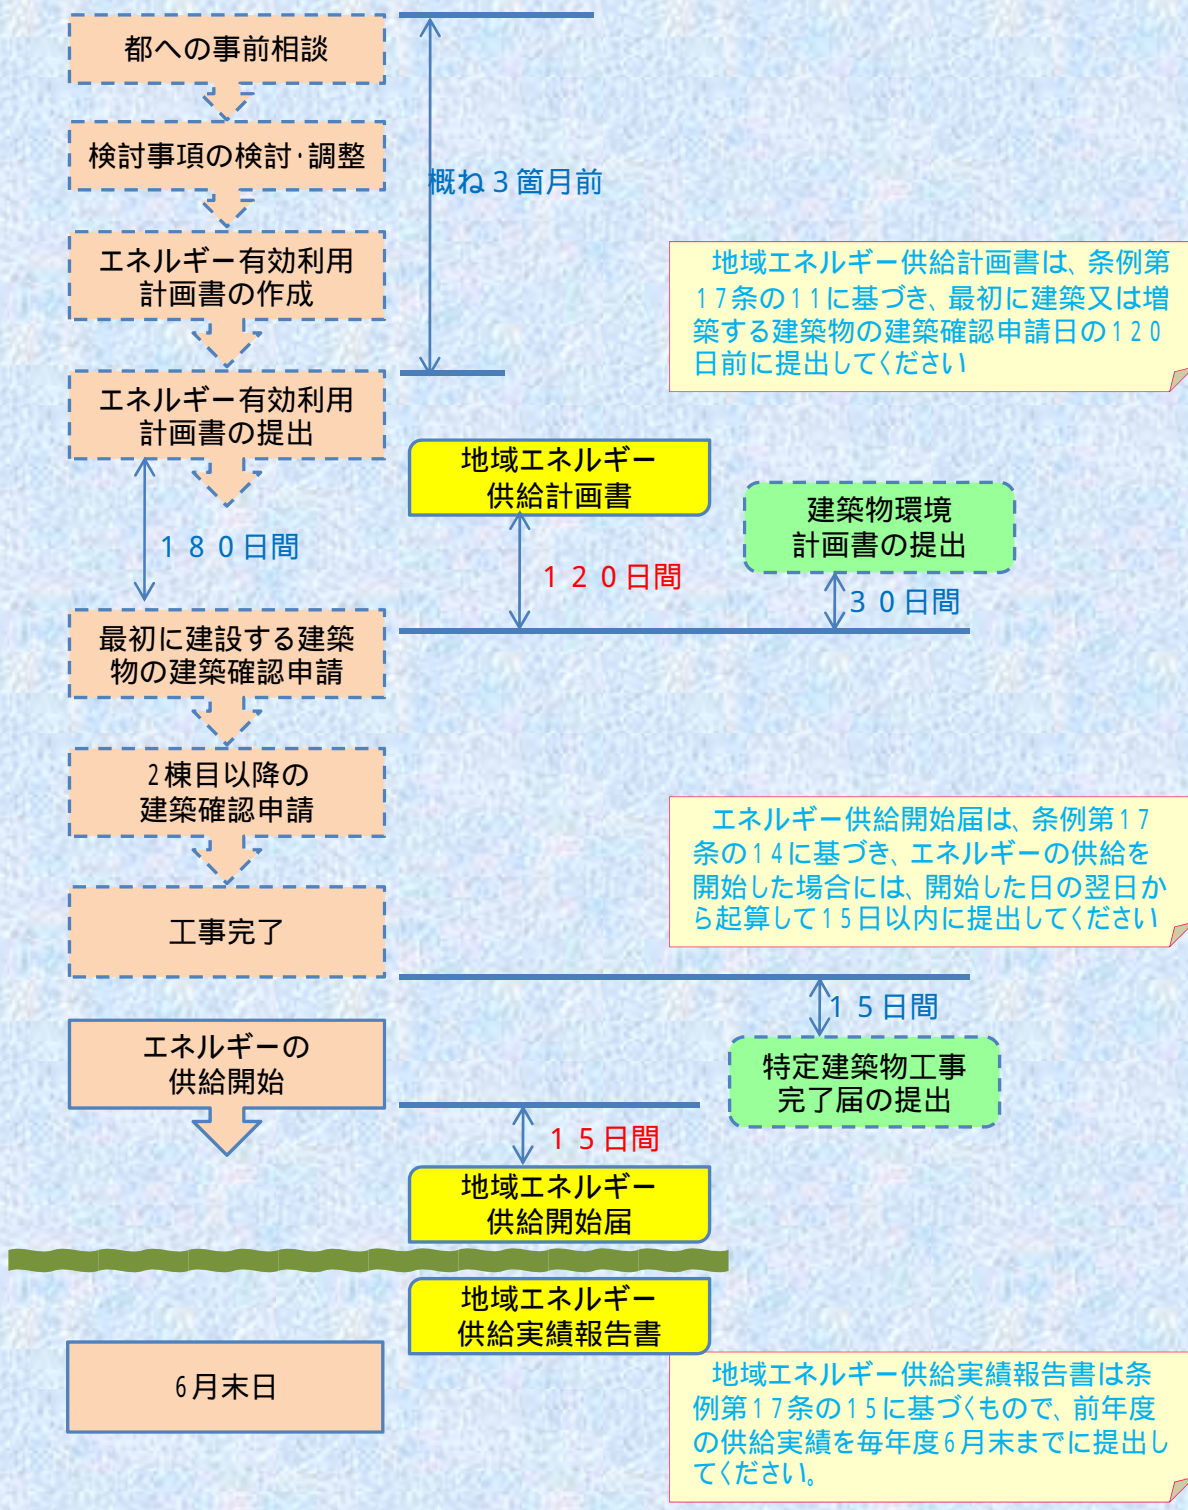 都への事前相談
検討事項の検討・調整
概ね3箇月前
エネルギー有効利用
計画書の作成
地域エネルギー供給計画書は、条例第
17条の11に基づき、最初に建築又は増
築する建築物の建築確認申請日の120
日前に提出してください
エネルギー有効利用
計画書の提出
地域エネルギー
供給計画書
建築物環境
計画書の提出
180日間
120日間
30日間
最初に建設する建築
物の建築確認申請
2棟目以降の
建築確認申請
エネルギー供給開始届は、条例第17
条の14に基づき、エネルギーの供給を
開始した場合には、開始した日の翌日か
ら起算して15日以内に提出してください
工事完了
15日間
エネルギーの
供給開始
特定建築物工事
完了届の提出
15日間
地域エネルギー
供給開始届
地域エネルギー
供給実績報告書
6月末日
地域エネルギー供給実績報告書は条
例第17条の15に基づくもので、前年度
の供給実績を毎年度6月末までに提出し
てください。